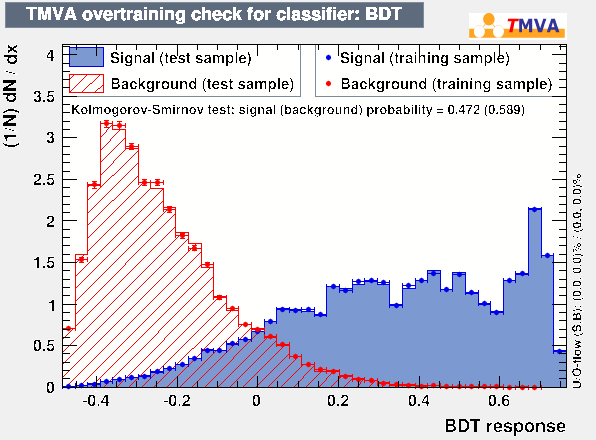 TMVA overtraining check for classifier: BDT
TMVA
Signal (test sample)
Background (test sample)
Signal (training sample)
Background (training sample)
Kolmogorov-Smirnov test: signal (background) probability = 0.472 (0.589)
(1/N) dN / dx
4
3.5
3
2.5
2
1.5
1
0.5
0
-0.4
-0.2
0
0.2
0.4
0.6
BDT response
U/O-flow (S,B): (0.0, 0.0)% / (0.0, 0.0)%